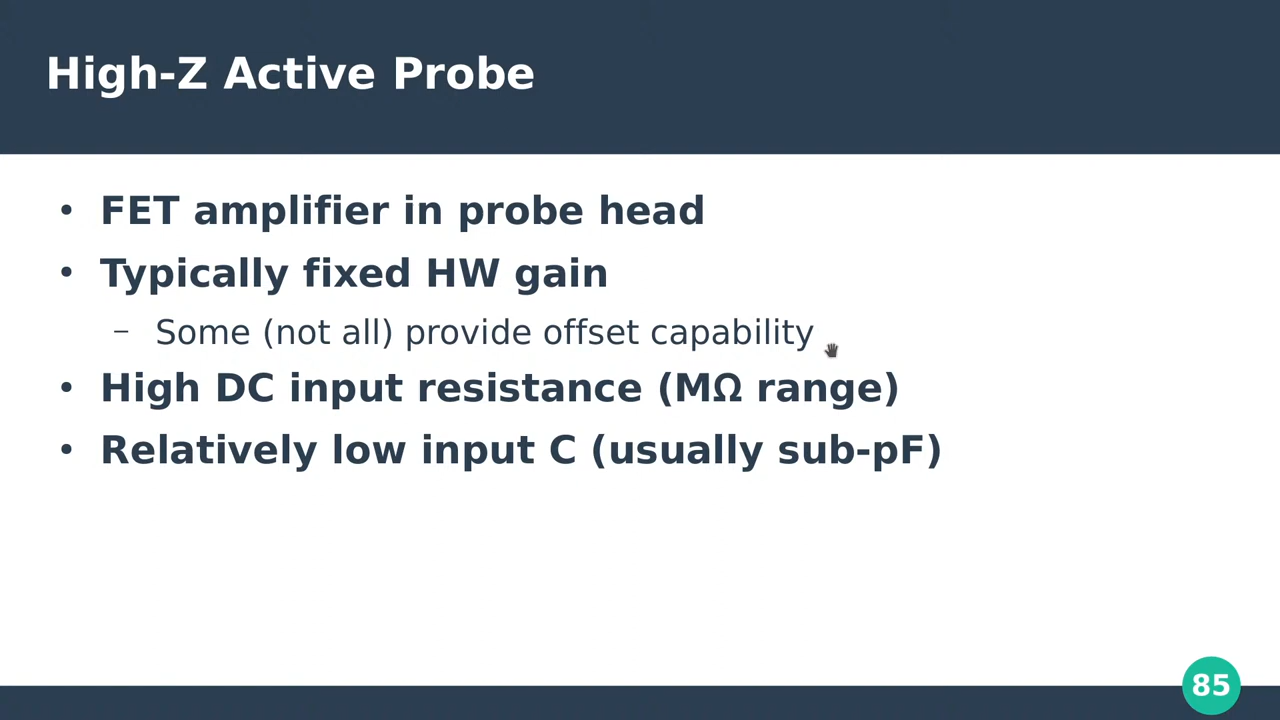 High-Z Active Probe
• FET amplifier in probe head
• Typically fixed HW gain
– Some (not all) provide offset capability
• High DC input resistance (MΩ range)
• Relatively low input C (usually sub-pF)
85